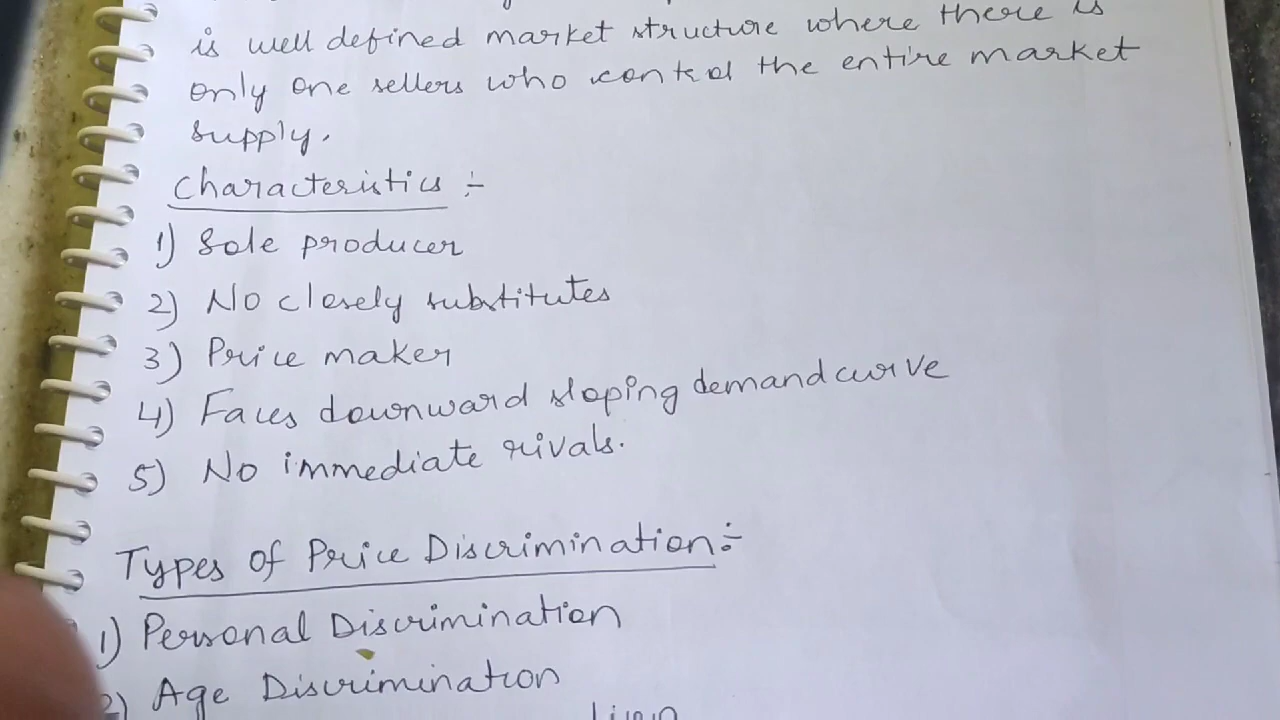 is well defined market structure where there is
only one sellers who control the entire market
supply.
Characteristics :-
1) Sole producer
2) No closely substitutes
3) Price maker
4) Faces downward sloping demand curve
5) No immediate rivals.
Types of Price Discrimination :-
1) Personal Discrimination
2) Age Discrimination